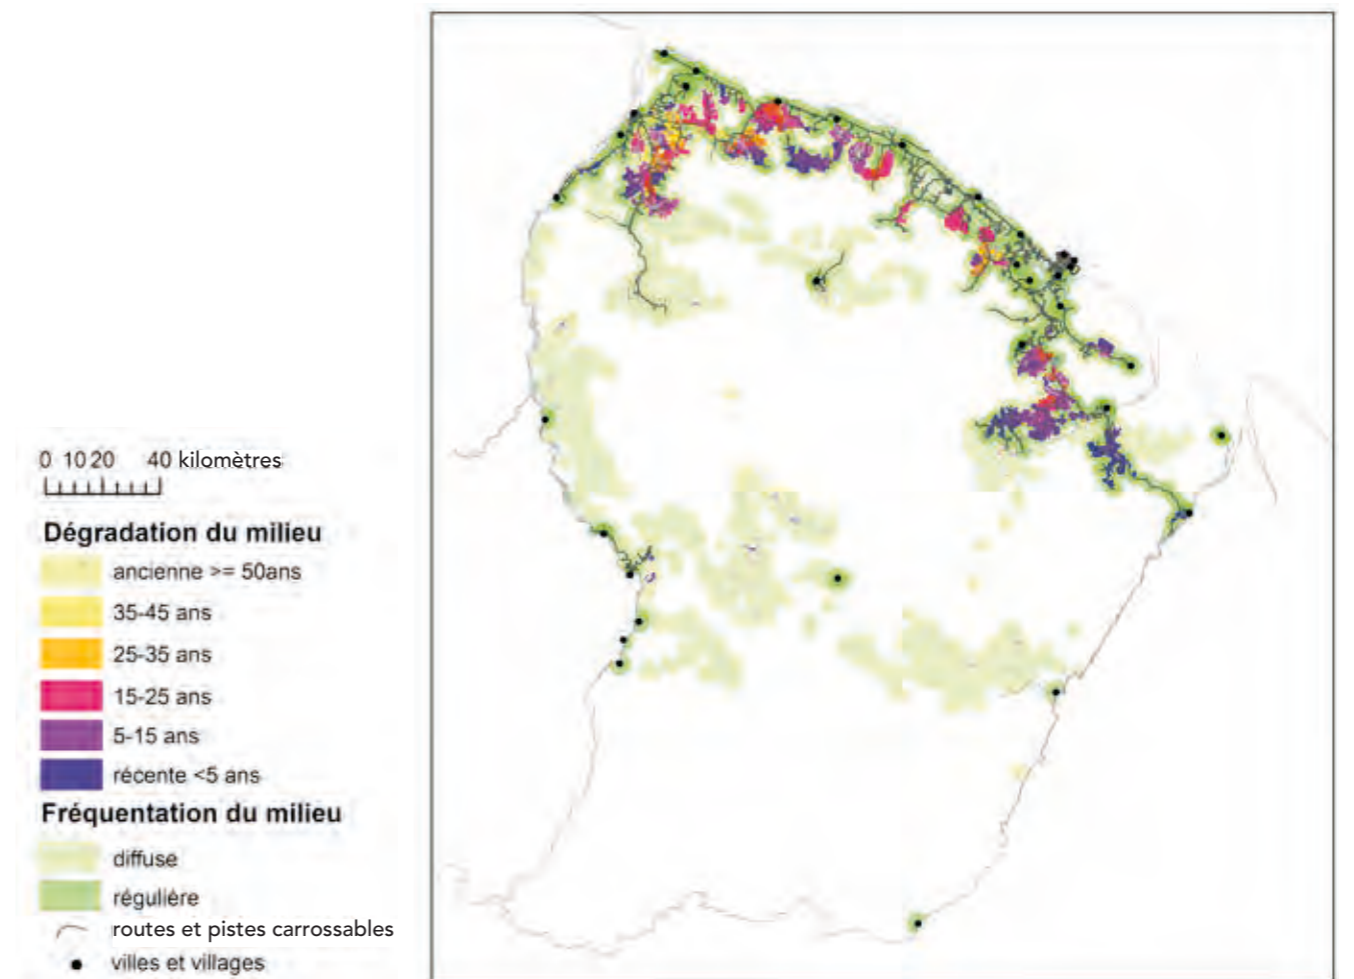 0 10 20 40 kilomètres
Dégradation du milieu
ancienne >= 50ans
35-45 ans
25-35 ans
15-25 ans
5-15 ans
récente <5 ans
Fréquentation du milieu
diffuse
régulière
routes et pistes carrossables
villes et villages